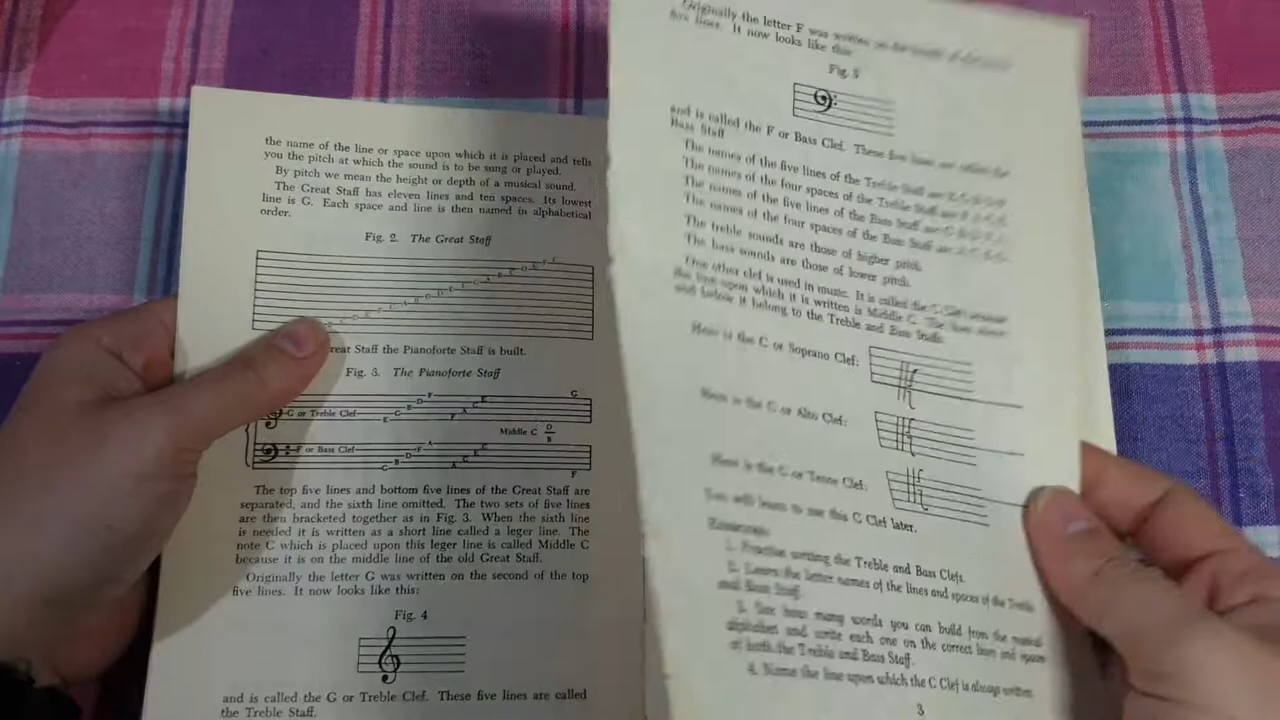 the name of the line or space upon which it is placed and tells
you the pitch at which the sound is to be sung or played.
By pitch we mean the height or depth of a musical sound.
The Great Staff has eleven lines and ten spaces. Its lowest
line is G. Each space and line is then named in alphabetical
order.
Fig. 2. The Great Staff
reat Staff the Pianoforte Staff is built.
Fig. 3. The Pianoforte Staff
G
G or Treble Clef
Middle C
F or Bass Clef
F
The top five lines and bottom five lines of the Great Staff are
separated, and the sixth line omitted. The two sets of five lines
are then bracketed together as in Fig. 3. When the sixth line
is needed it is written as a short line called a leger line. The
note C which is placed upon this leger line is called Middle C
because it is on the middle line of the old Great Staff.
Originally the letter G was written on the second of the top
five lines. It now looks like this:
Fig. 4
and is called the G or Treble Clef. These five lines are called
the Treble Staff.
Originally the letter F was written on the
five lines. It now looks like this
Fig. 5
and is called the F or Bass Clef. These five lines are called the
Bass Staff
The names of the five lines of the Treble Staff are
The names of the four spaces of the Treble Staff are
The names of the five lines of the Bass Staff are
The names of the four spaces of the Bass Staff are
The treble sounds are those of higher pitch.
The bass sounds are those of lower pitch.
One other clef is used in music. It is called the C Clef
the line upon which it is written is Middle C. The lines above
and below it belong to the Treble and Bass Staffs.
Here is the C or Soprano Clef:
Here is the C or Alto Clef:
Here is the C or Tenor Clef:
You will learn to use this C Clef later.
1. Practise writing the Treble and Bass Clefs.
2. Learn the letter names of the lines and spaces of the Treble
and Bass Staff.
3. See how many words you can build from the musical
alphabet and write each one on the correct lines and spaces
of both the Treble and Bass Staff.
4. Name the line upon which the C Clef is always written.
3